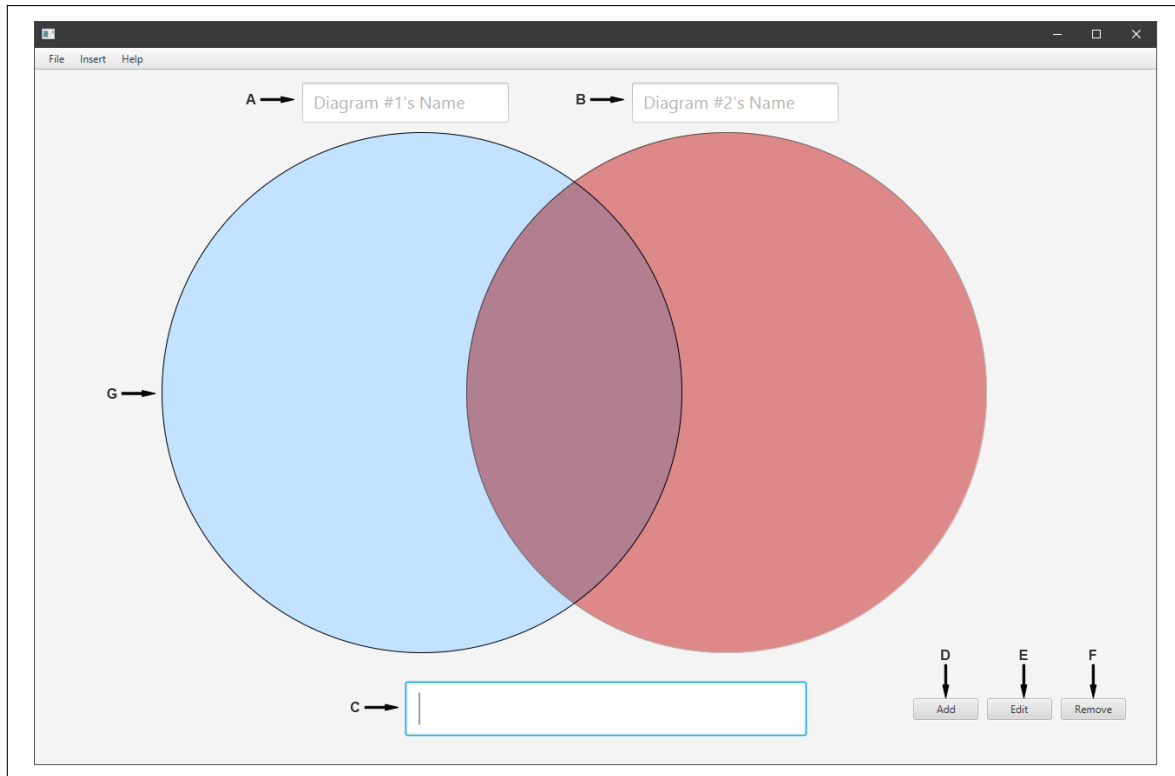 File Insert Help
A Diagram #1's Name B Diagram #2's Name
G
D E F
C Add Edit Remove